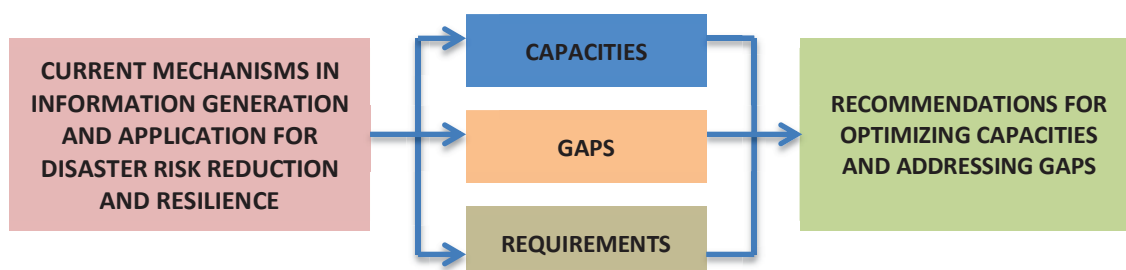 CURRENT MECHANISMS IN
INFORMATION GENERATION
AND APPLICATION FOR
DISASTER RISK REDUCTION
AND RESILIENCE
CAPACITIES
GAPS
REQUIREMENTS
RECOMMENDATIONS FOR
OPTIMIZING CAPACITIES
AND ADDRESSING GAPS